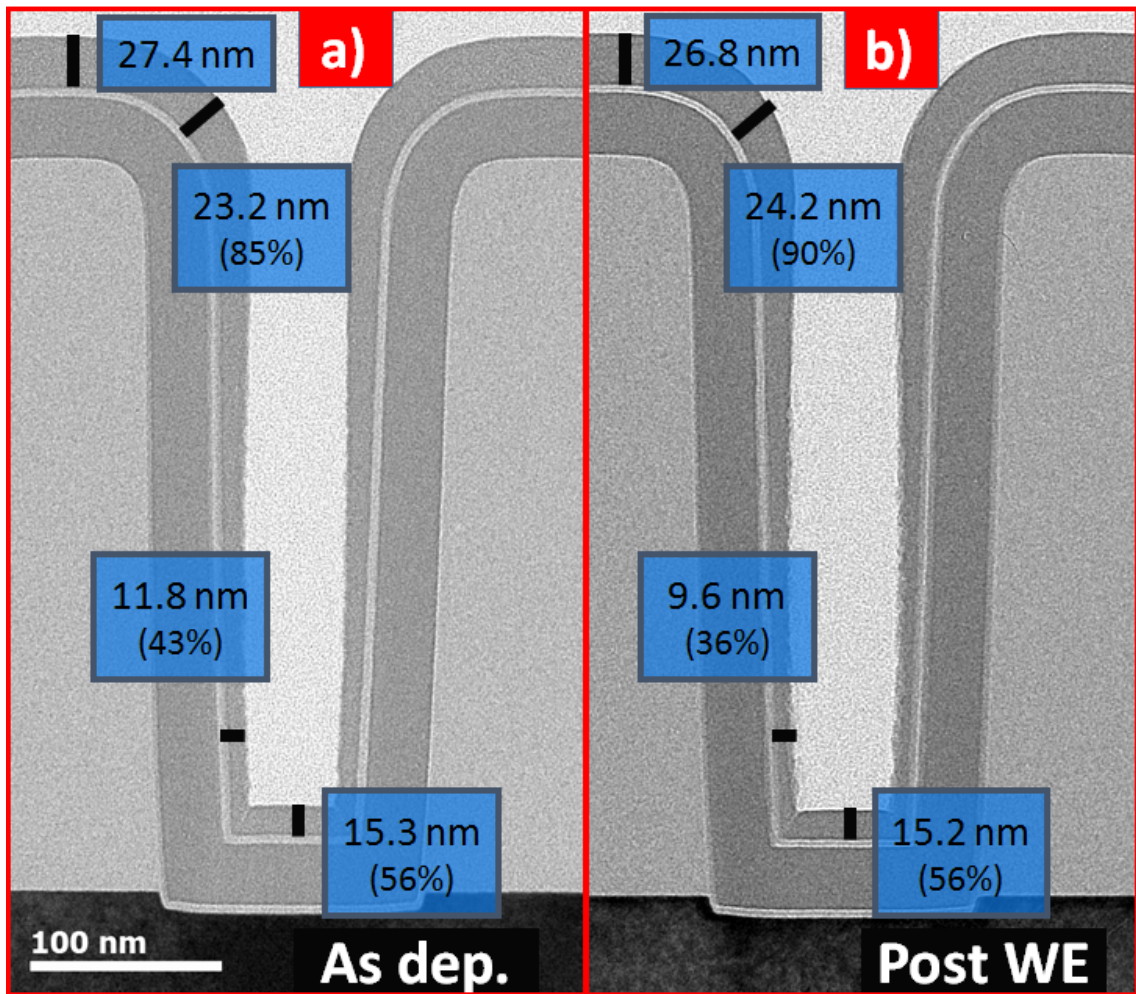 27.4 nm
a)
23.2 nm
(85%)
11.8 nm
(43%)
15.3 nm
(56%)
100 nm
As dep.
26.8 nm
b)
24.2 nm
(90%)
9.6 nm
(36%)
15.2 nm
(56%)
Post WE